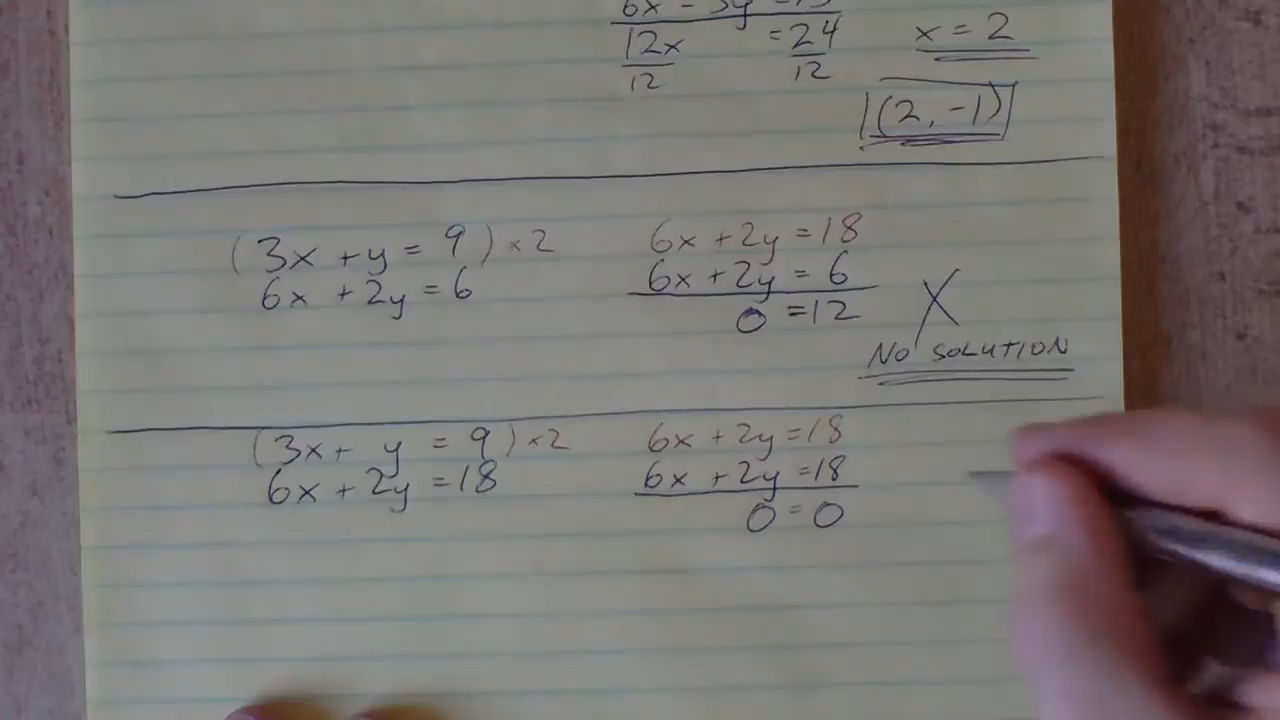 12x = 24
12 12
x = 2
(2, -1)
(3x + y = 9) × 2
6x + 2y = 6
6x + 2y = 18
6x + 2y = 6
0 = 12
X
NO SOLUTION
(3x + y = 9) × 2
6x + 2y = 18
6x + 2y = 18
6x + 2y = 18
0 = 0